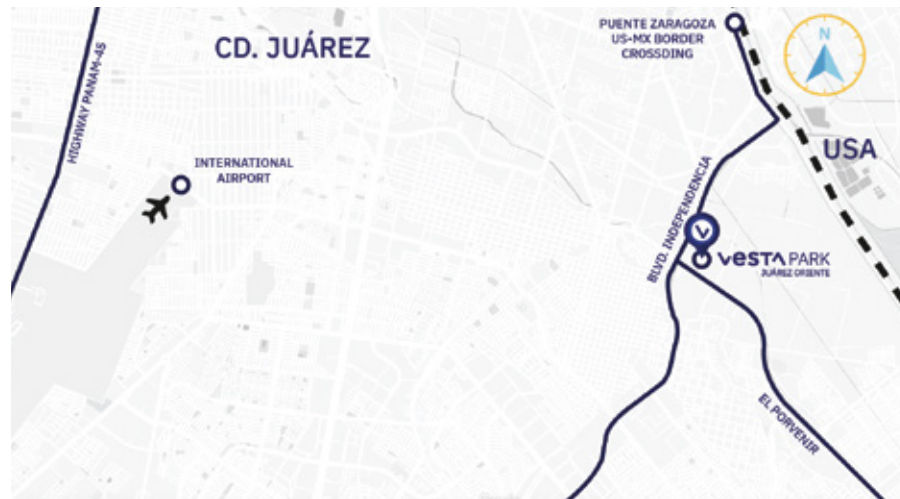 CD. JUÁREZ
PUENTE ZARAGOZA
US-MX BORDER
CROSSDING
N
HIGHWAY PANAM-45
INTERNATIONAL
AIRPORT
USA
BLVD. INDEPENDENCIA
VESTA PARK
JUÁREZ ORIENTE
EL PORVENIR